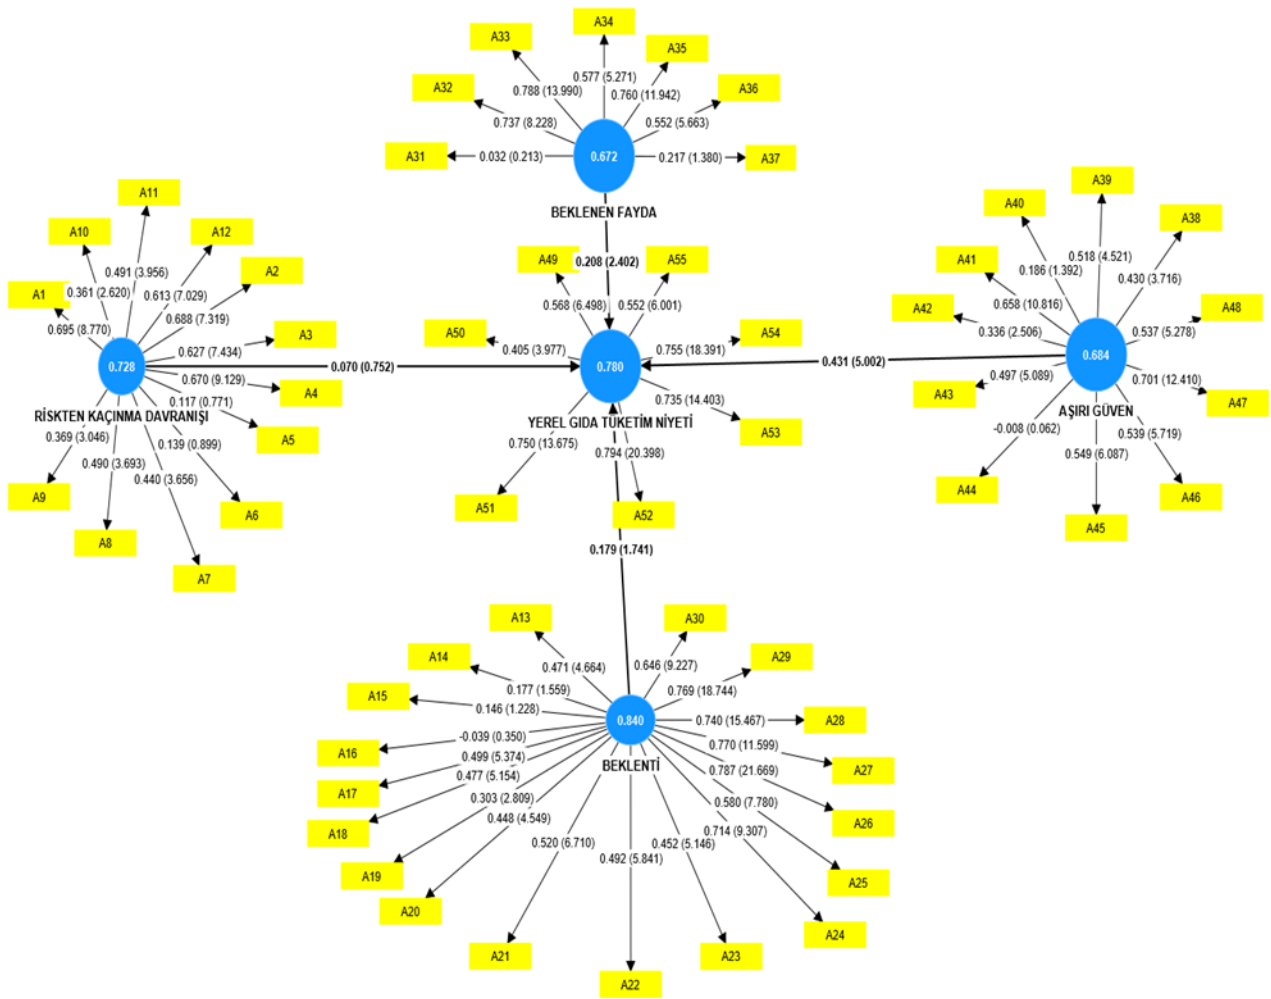 A34
A33
A35
0.577 (5.271)
A32
0.788 (13.990)
0.760 (11.942)
A36
0.737 (8.228)
0.552 (5.663)
A31
0.032 (0.213)
0.672
0.217 (1.380)
A37
BEKLENEN FAYDA
0.208 (2.402)
A11
A10
A12
0.491 (3.956)
A2
A1
0.361 (2.620)
0.613 (7.029)
0.688 (7.319)
0.695 (8.770)
0.627 (7.434)
A3
0.728
0.670 (9.129)
A4
0.117 (0.771)
RİSKTEN KAÇINMA DAVRANIŞI
A5
0.369 (3.046)
0.139 (0.899)
0.490 (3.693)
0.440 (3.656)
A9
A6
A8
A7
0.070 (0.752)
A49
A55
0.568 (6.498)
0.552 (6.001)
A50
0.405 (3.977)
0.755 (18.391)
A54
0.780
0.735 (14.403)
YEREL GIDA TÜKETİM NİYETİ
A53
0.750 (13.675)
0.794 (20.398)
A51
A52
0.431 (5.002)
A39
A40
A38
0.518 (4.521)
A41
0.186 (1.392)
0.430 (3.716)
A42
0.658 (10.816)
A48
0.336 (2.506)
0.537 (5.278)
0.684
0.497 (5.089)
0.701 (12.410)
A43
A47
AŞIRI GÜVEN
-0.008 (0.062)
0.539 (5.719)
0.549 (6.087)
A44
A46
A45
0.179 (1.741)
A13
A30
A14
0.471 (4.664)
0.646 (9.227)
A29
0.177 (1.559)
0.769 (18.744)
A15
0.146 (1.228)
0.840
0.740 (15.467)
A28
-0.039 (0.350)
A16
0.499 (5.374)
BEKLENTİ
0.770 (11.599)
A27
0.477 (5.154)
0.787 (21.669)
A17
0.303 (2.809)
0.580 (7.780)
A26
A18
0.448 (4.549)
0.714 (9.307)
0.520 (6.710)
0.492 (5.841)
0.452 (5.146)
A19
A25
A20
A24
A21
A23
A22